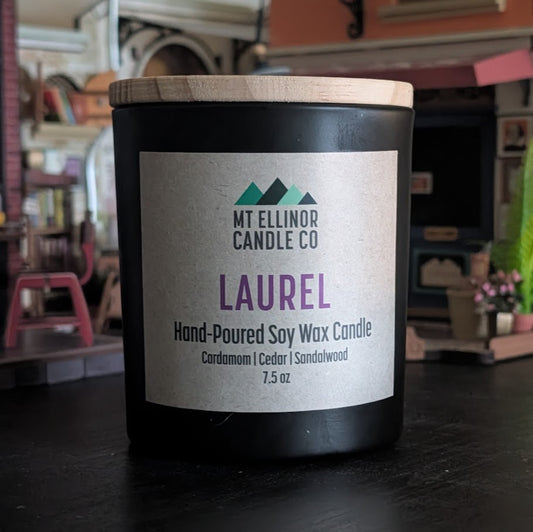 MT ELLINOR
CANDLE CO
LAUREL
Hand-Poured Soy Wax Candle
Cardamom | Cedar | Sandalwood
7.5 oz